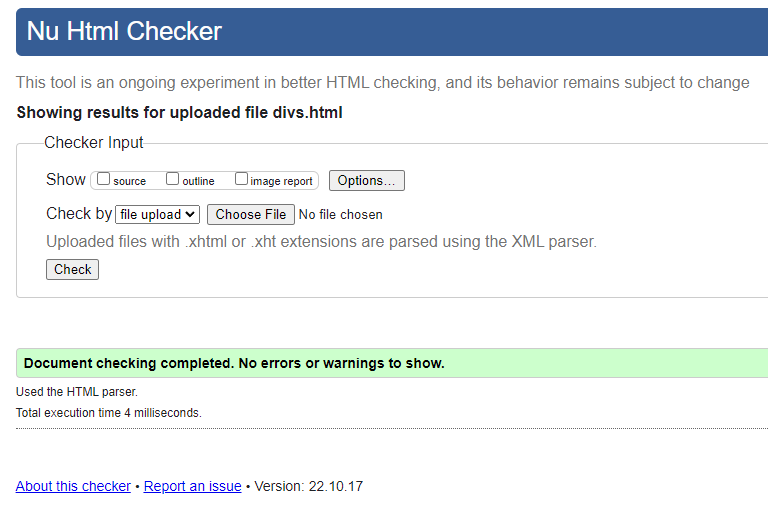 Nu Html Checker
This tool is an ongoing experiment in better HTML checking, and its behavior remains subject to change
Showing results for uploaded file divs.html
Checker Input
Show source outline image report Options...
Check by file upload Choose File No file chosen
Uploaded files with .xhtml or .xht extensions are parsed using the XML parser.
Check
Document checking completed. No errors or warnings to show.
Used the HTML parser.
Total execution time 4 milliseconds.
About this checker • Report an issue • Version: 22.10.17